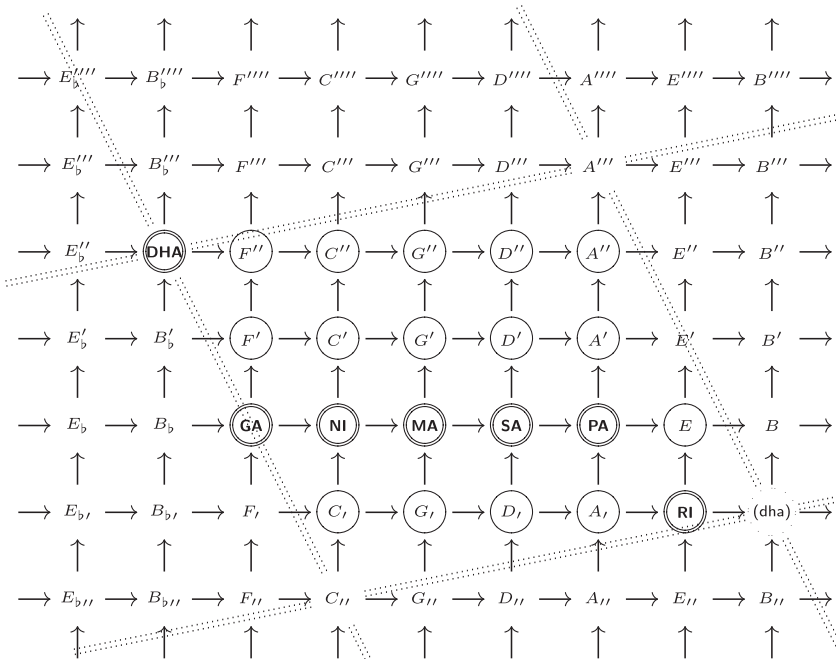 E♭′′′′ B♭′′′′ F′′′′ C′′′′ G′′′′ D′′′′ A′′′′ E′′′′ B′′′′
E♭′′′ B♭′′′ F′′′ C′′′ G′′′ D′′′ A′′′ E′′′ B′′′
E♭′′ DHA F′′ C′′ G′′ D′′ A′′ E′′ B′′
E♭′ B♭′ F′ C′ G′ D′ A′ E′ B′
E♭ B♭ GA NI MA SA PA E B
E♭′ B♭′ F′ C′ G′ D′ A′ RI (dha)
E♭′′ B♭′′ F′′ C′′ G′′ D′′ A′′ E′′ B′′